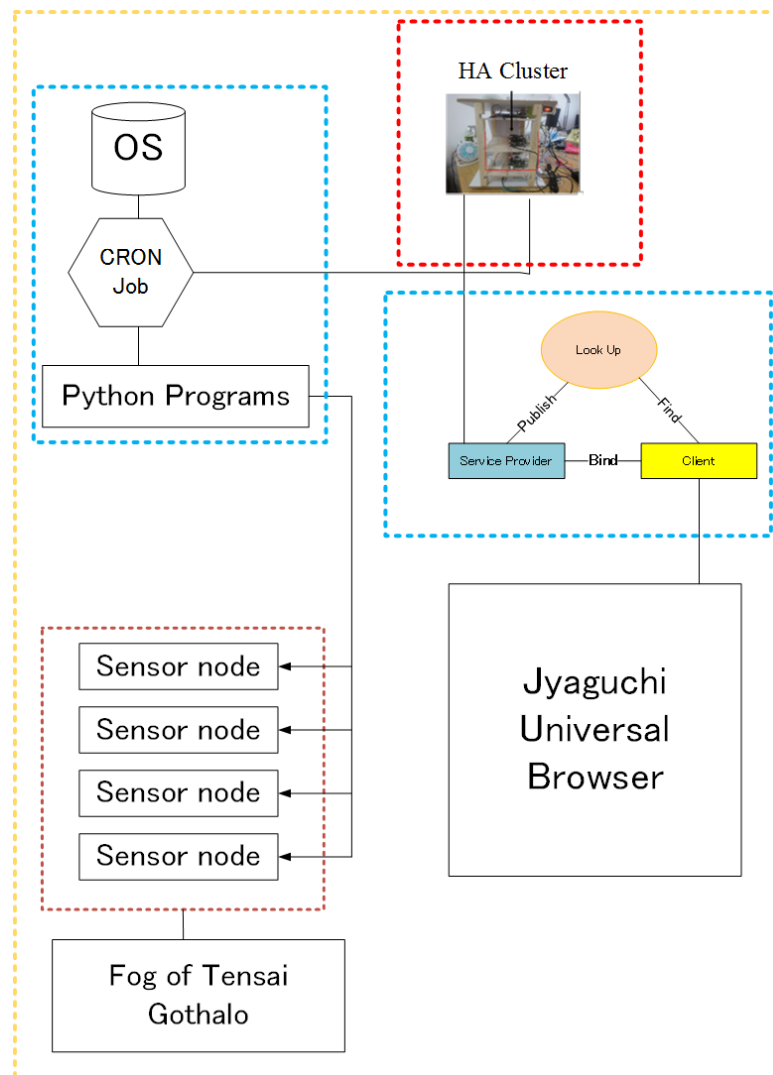 HA Cluster
OS
CRON
Job
Python Programs
Look Up
Publish
Find
Service Provider
Bind
Client
Sensor node
Sensor node
Sensor node
Sensor node
Jyaguchi
Universal
Browser
Fog of Tensai
Gothalo